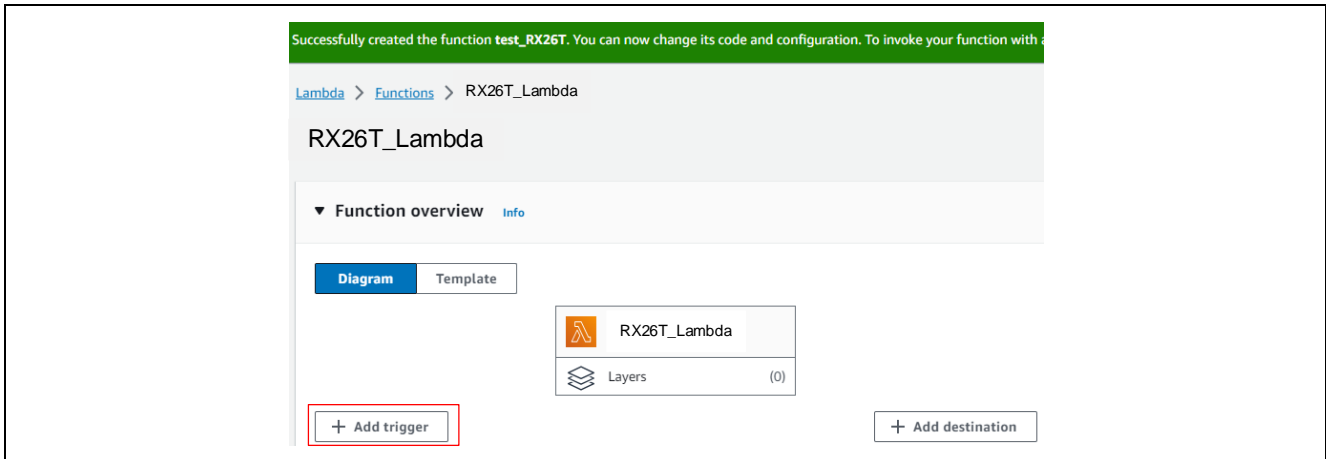 Successfully created the function test_RX26T. You can now change its code and configuration. To invoke your function with
Lambda > Functions > RX26T_Lambda
RX26T_Lambda
▼ Function overview Info
Diagram Template
RX26T_Lambda
Layers (0)
+ Add trigger + Add destination